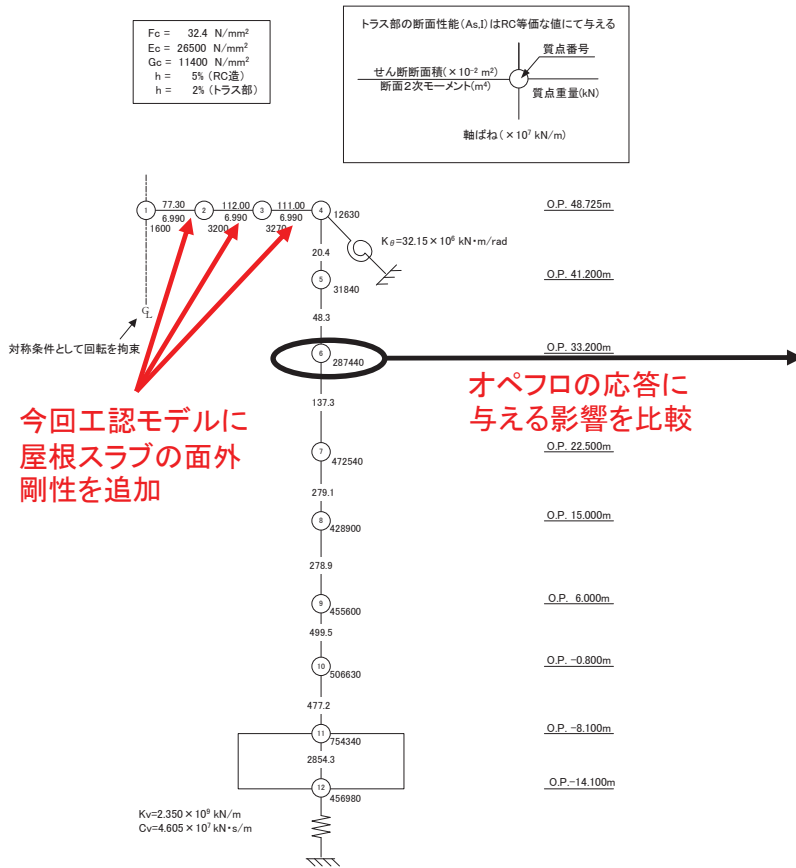 Fc = 32.4 N/mm²
Ec = 26500 N/mm²
Gc = 11400 N/mm²
h = 5% (RC造)
h = 2% (トラス部)
トラス部の断面性能(As,I)はRC等価な値にて与える
質点番号
せん断断面積(×10⁻² m²)
断面2次モーメント(m⁴)
質点重量(kN)
軸ばね(×10⁷ kN/m)
1 77.30 2 112.00 3 111.00 4 12630 O.P. 48.725m
6.990 6.990 6.990
1600 3200 3270
Kθ=32.15×10⁶ kN・m/rad
20.4
5 31840 O.P. 41.200m
48.3
CL
対称条件として回転を拘束
6 287440 O.P. 33.200m
オペフロの応答に
与える影響を比較
137.3
今回工認モデルに
屋根スラブの面外
剛性を追加
7 472540 O.P. 22.500m
279.1
8 428900 O.P. 15.000m
278.9
9 455600 O.P. 6.000m
499.5
10 506630 O.P. -0.800m
477.2
11 754340 O.P. -8.100m
2854.3
12 456980 O.P.-14.100m
Kv=2.350×10⁹ kN/m
Cv=4.605×10⁷ kN・s/m